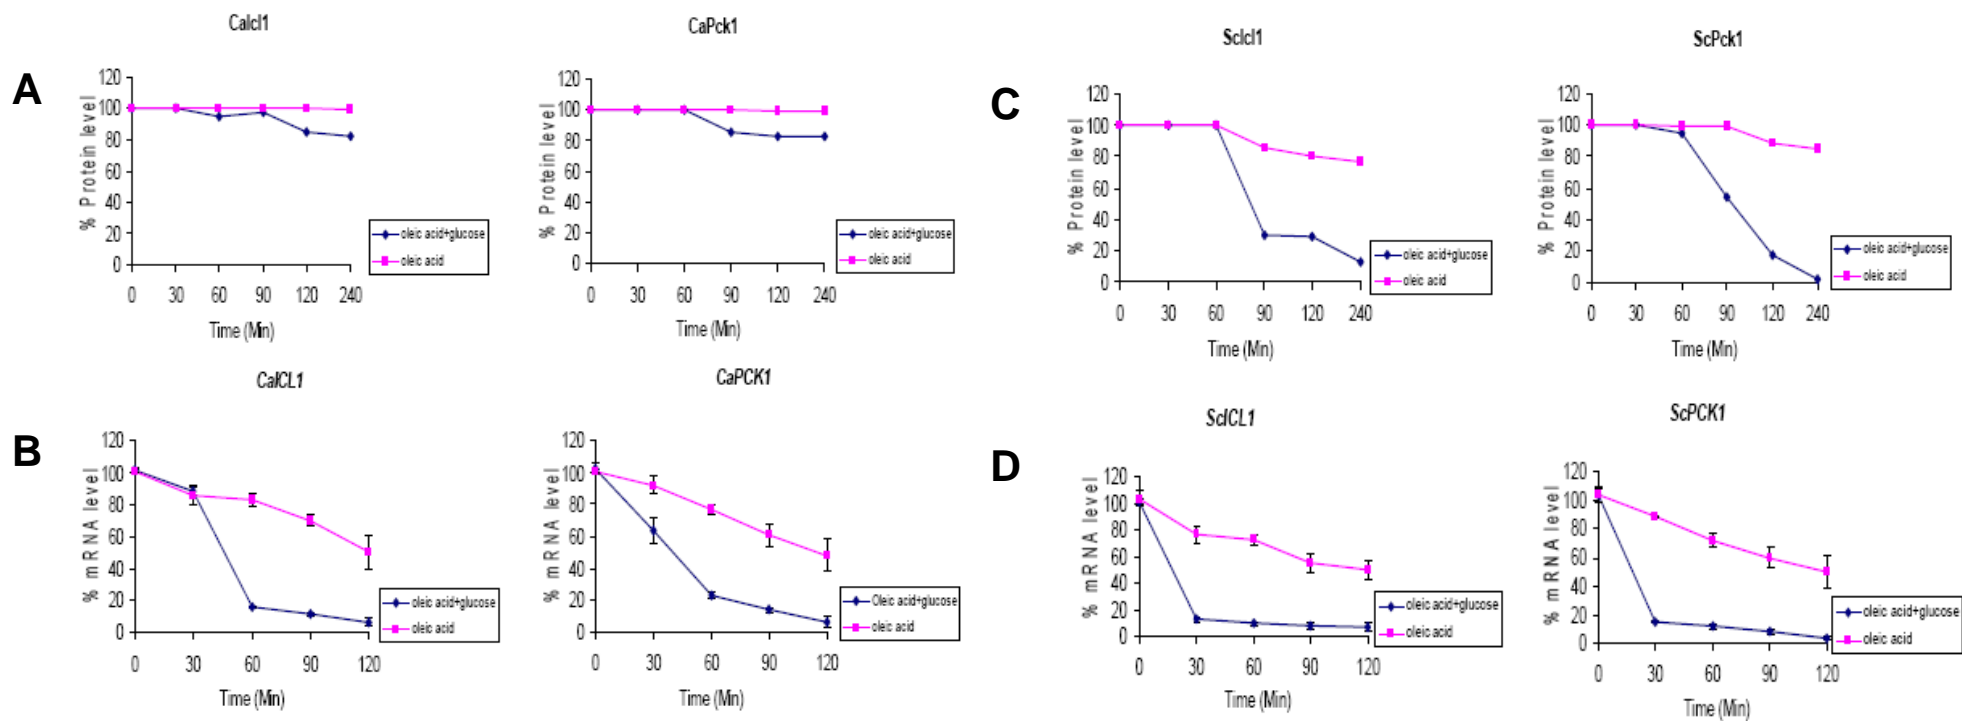 A
CaIcl1
% Protein level
120
100
80
60
40
20
0
0 30 60 90 120 240
Time (Min)
oleic acid+glucose
oleic acid
CaPck1
% Protein level
120
100
80
60
40
20
0
0 30 60 90 120 240
Time (Min)
oleic acid+glucose
oleic acid
B
CaICL1
% mRNA level
120
100
80
60
40
20
0
0 30 60 90 120
Time (Min)
oleic acid+glucose
oleic acid
CaPCK1
% mRNA level
120
100
80
60
40
20
0
0 30 60 90 120
Time (Min)
Oleic acid+glucose
oleic acid
C
ScIcl1
% Protein level
120
100
80
60
40
20
0
0 30 60 90 120 240
Time (Min)
oleic acid+glucose
oleic acid
ScPck1
% Protein level
120
100
80
60
40
20
0
0 30 60 90 120 240
Time (Min)
oleic acid+glucose
oleic acid
D
ScICL1
% mRNA level
120
100
80
60
40
20
0
0 30 60 90 120
Time (Min)
oleic acid+glucose
oleic acid
ScPCK1
% mRNA level
120
100
80
60
40
20
0
0 30 60 90 120
Time (Min)
oleic acid+glucose
oleic acid